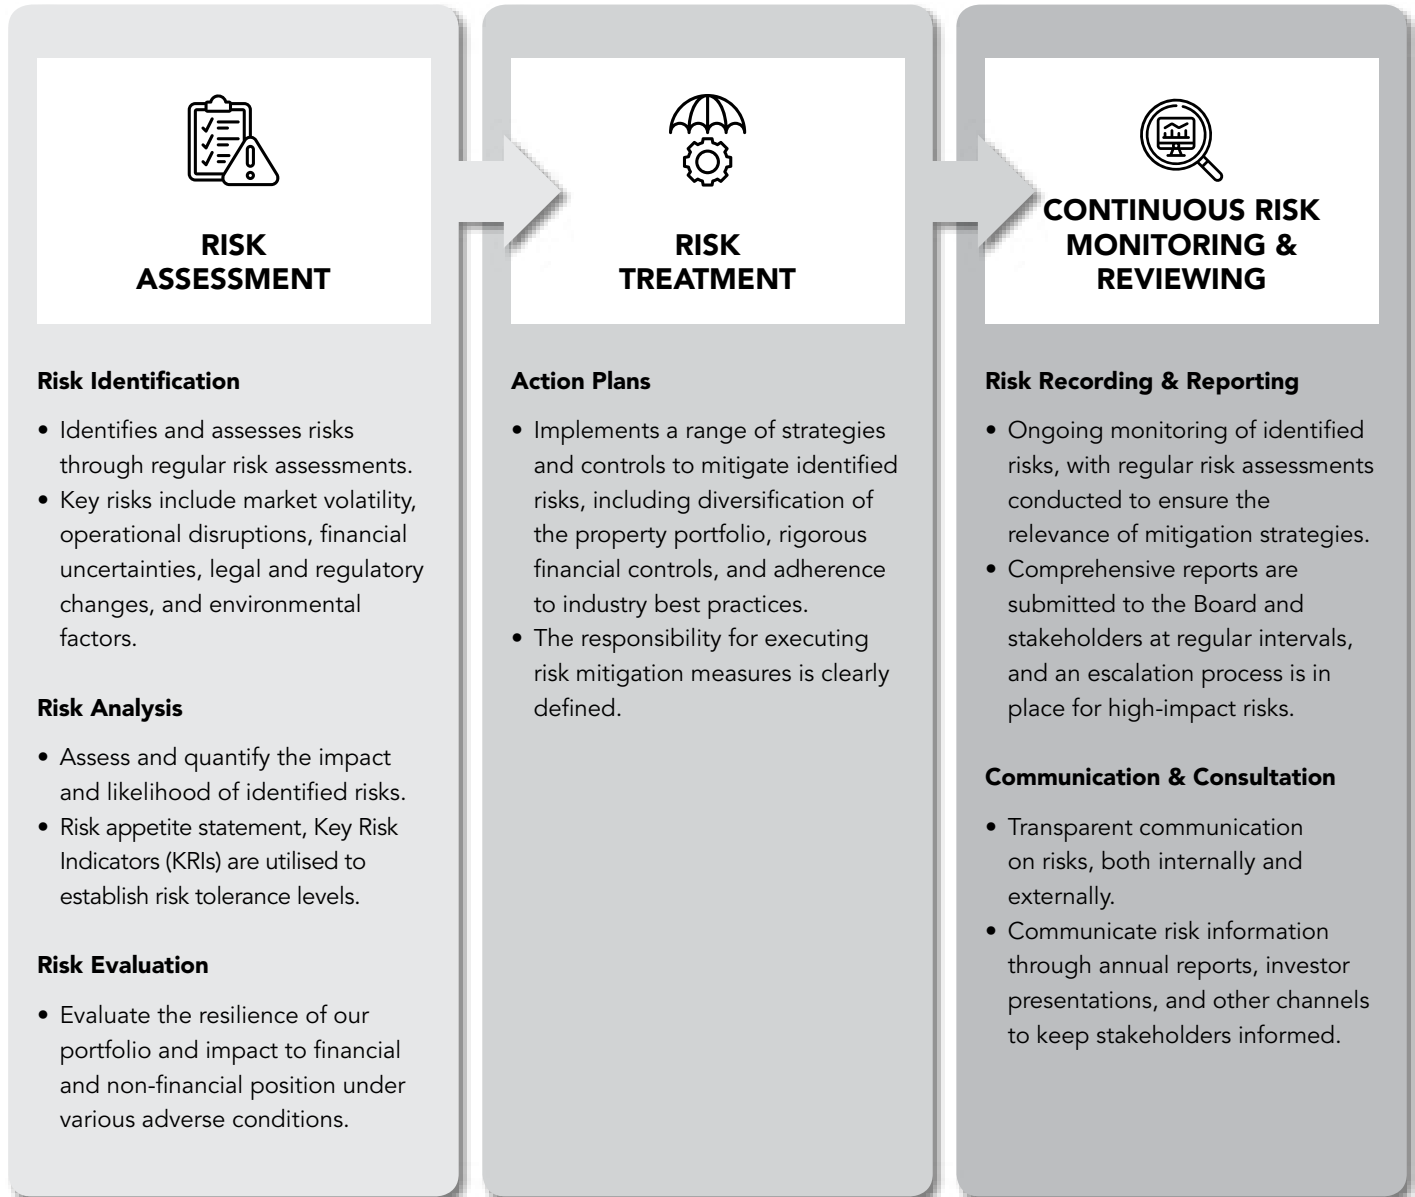 RISK
ASSESSMENT
Risk Identification
• Identifies and assesses risks
through regular risk assessments.
• Key risks include market volatility,
operational disruptions, financial
uncertainties, legal and regulatory
changes, and environmental
factors.
Risk Analysis
• Assess and quantify the impact
and likelihood of identified risks.
• Risk appetite statement, Key Risk
Indicators (KRIs) are utilised to
establish risk tolerance levels.
Risk Evaluation
• Evaluate the resilience of our
portfolio and impact to financial
and non-financial position under
various adverse conditions.
RISK
TREATMENT
Action Plans
• Implements a range of strategies
and controls to mitigate identified
risks, including diversification of
the property portfolio, rigorous
financial controls, and adherence
to industry best practices.
• The responsibility for executing
risk mitigation measures is clearly
defined.
CONTINUOUS RISK
MONITORING &
REVIEWING
Risk Recording & Reporting
• Ongoing monitoring of identified
risks, with regular risk assessments
conducted to ensure the
relevance of mitigation strategies.
• Comprehensive reports are
submitted to the Board and
stakeholders at regular intervals,
and an escalation process is in
place for high-impact risks.
Communication & Consultation
• Transparent communication
on risks, both internally and
externally.
• Communicate risk information
through annual reports, investor
presentations, and other channels
to keep stakeholders informed.